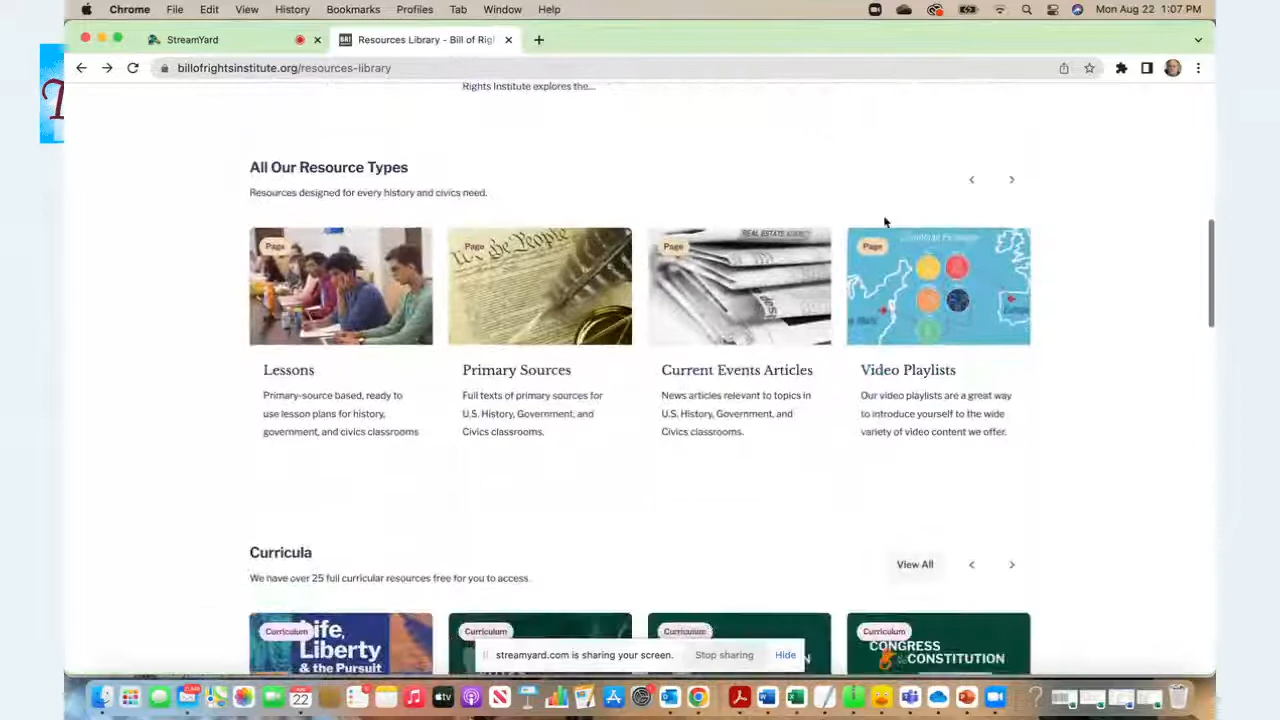 Chrome File Edit View History Bookmarks Profiles Tab Window Help Mon Aug 22 1:07 PM
StreamYard Resources Library - Bill of Rig
billofrightsinstitute.org/resources-library
Rights Institute explores the...
All Our Resource Types
Resources designed for every history and civics need.
Page Page Page Page
We the People
REAL ESTATE
Lessons Primary Sources Current Events Articles Video Playlists
Primary-source based, ready to Full texts of primary sources for News articles relevant to topics in Our video playlists are a great way
use lesson plans for history, U.S. History, Government, and U.S. History, Government, and to introduce yourself to the wide
government, and civics classrooms Civics classrooms. Civics classrooms. variety of video content we offer.
Curricula
View All
We have over 25 full curricular resources free for you to access.
Curriculum Curriculum Curriculum Curriculum
Life,
Liberty
& the Pursuit
CONGRESS
CONSTITUTION
streamyard.com is sharing your screen. Stop sharing Hide
22
tv